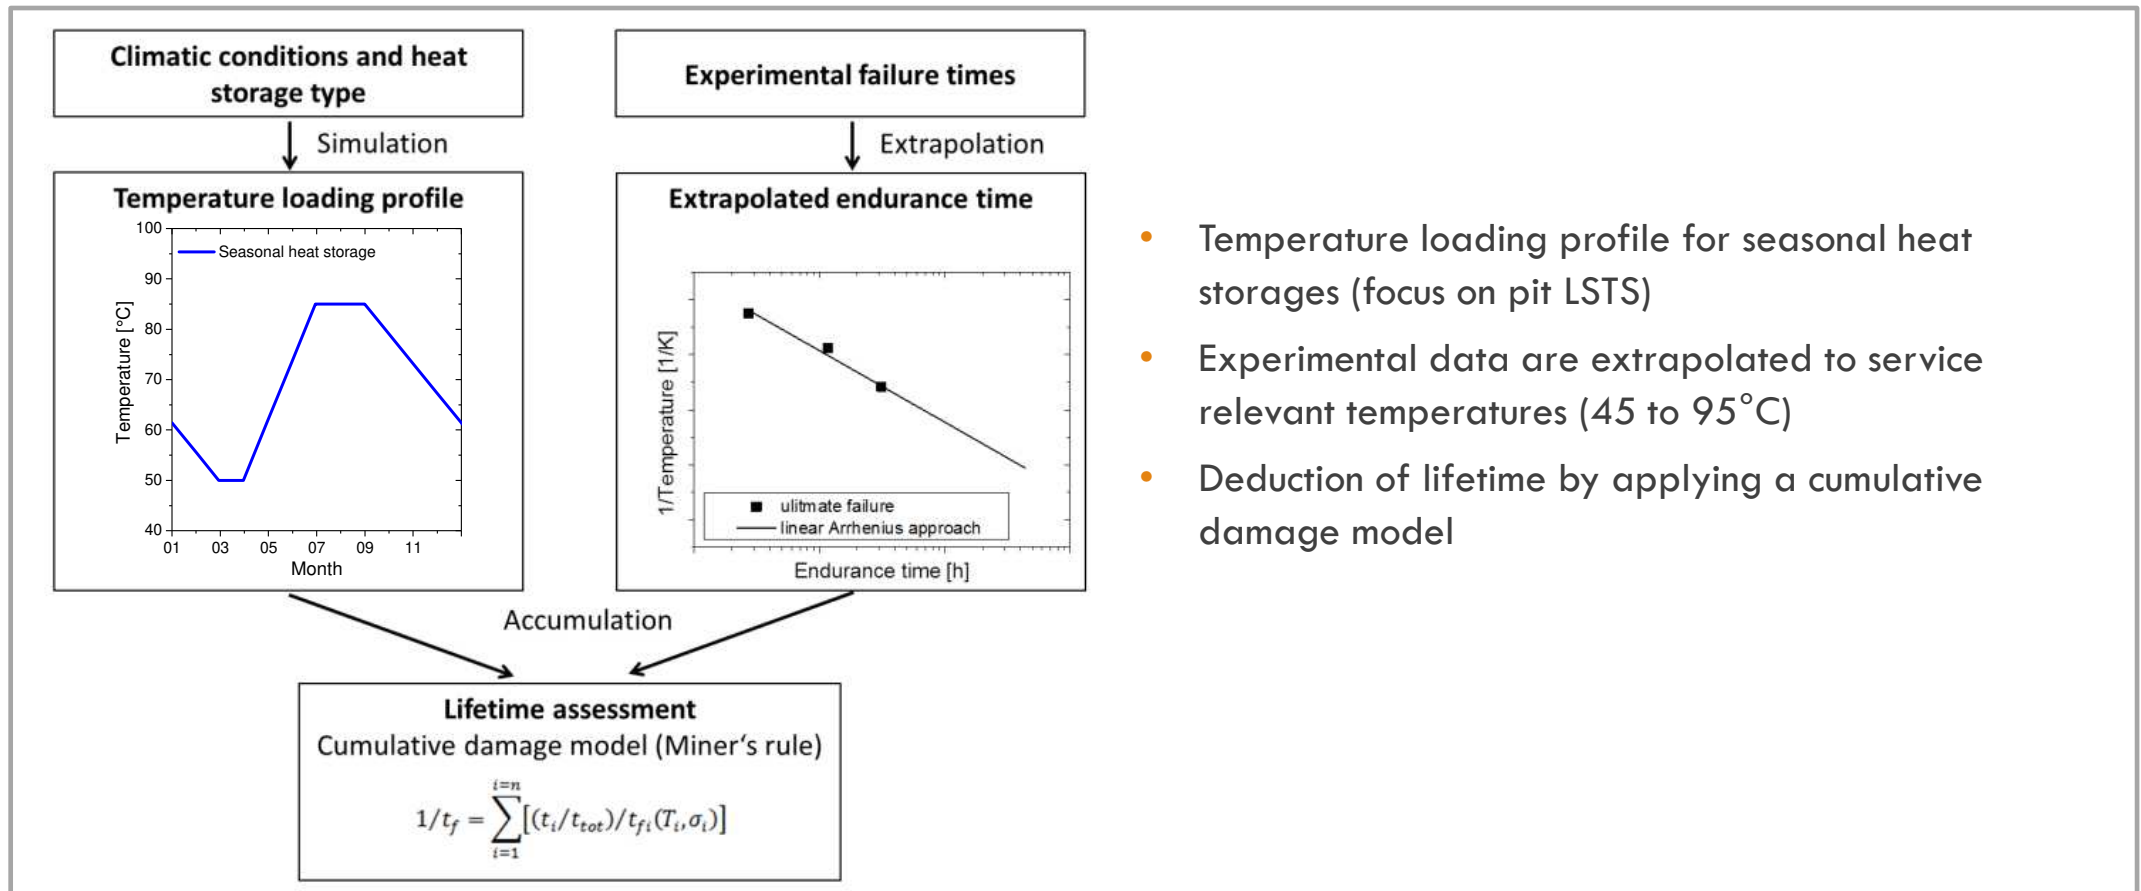 Climatic conditions and heat
storage type
Simulation
Temperature loading profile
100
90
80
70
60
50
40
Temperature [°C]
Seasonal heat storage
01 03 05 07 09 11
Month
Experimental failure times
Extrapolation
Extrapolated endurance time
1/Temperature [1/K]
ulitmate failure
linear Arrhenius approach
Endurance time [h]
Accumulation
Lifetime assessment
Cumulative damage model (Miner's rule)
i=n
1/t_f = ∑[(t_i/t_tot)/t_fi(T_i,σ_i)]
i=1
• Temperature loading profile for seasonal heat
storages (focus on pit LSTS)
• Experimental data are extrapolated to service
relevant temperatures (45 to 95°C)
• Deduction of lifetime by applying a cumulative
damage model